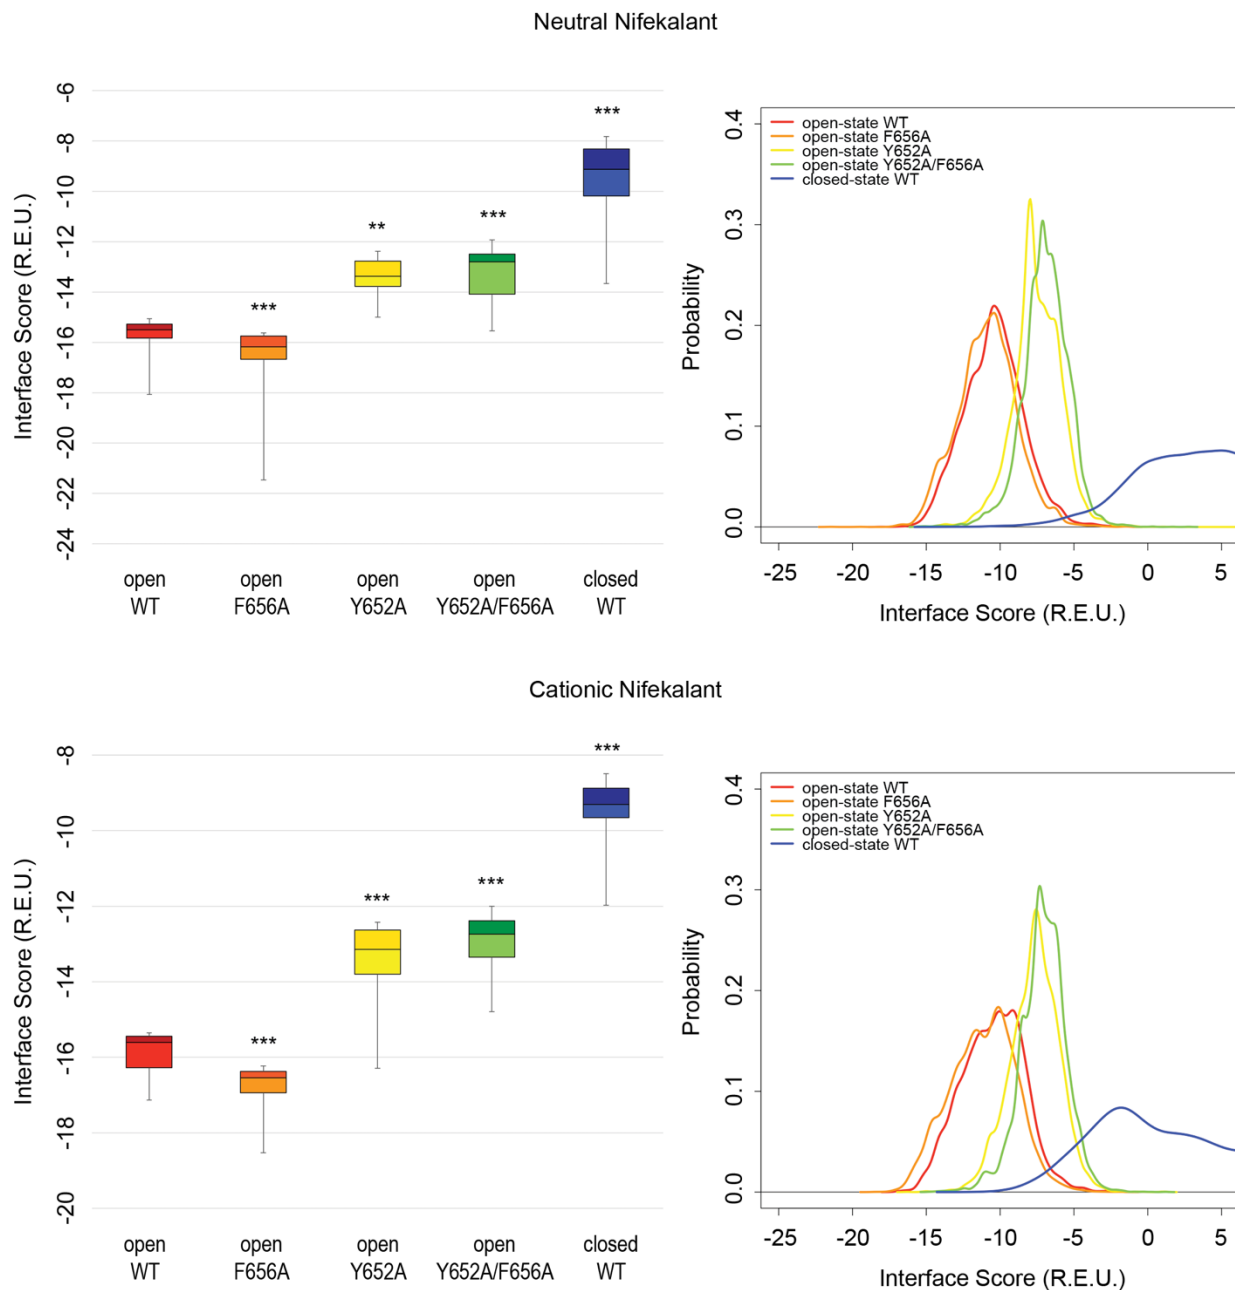 Neutral Nifekalant
Interface Score (R.E.U.)
-6
-8
-10
-12
-14
-16
-18
-20
-22
-24
***
**
***
***
open
WT
open
F656A
open
Y652A
open
Y652A/F656A
closed
WT
Probability
0.4
0.3
0.2
0.1
0.0
open-state WT
open-state F656A
open-state Y652A
open-state Y652A/F656A
closed-state WT
-25 -20 -15 -10 -5 0 5
Interface Score (R.E.U.)
Cationic Nifekalant
Interface Score (R.E.U.)
-8
-10
-12
-14
-16
-18
-20
***
***
***
***
open
WT
open
F656A
open
Y652A
open
Y652A/F656A
closed
WT
Probability
0.4
0.3
0.2
0.1
0.0
open-state WT
open-state F656A
open-state Y652A
open-state Y652A/F656A
closed-state WT
-25 -20 -15 -10 -5 0 5
Interface Score (R.E.U.)